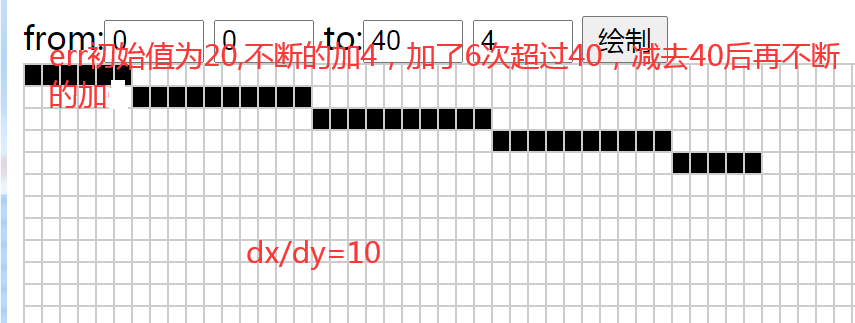 from: 0 0 to: 40 4 绘制
err初始值为20,不断的加4，加了6次超过40，减去40后再不断
的加
dx/dy=10